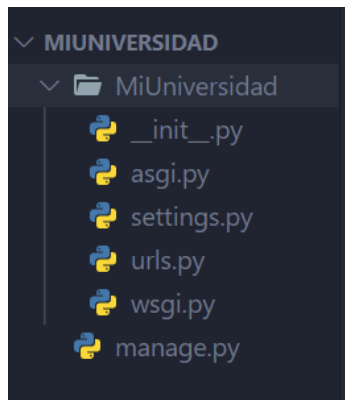 MIUNIVERSIDAD
MiUniversidad
__init__.py
asgi.py
settings.py
urls.py
wsgi.py
manage.py